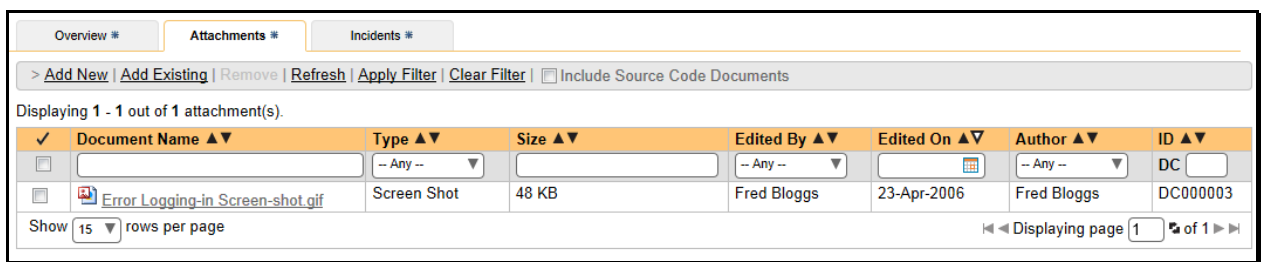 Overview * Attachments * Incidents *
> Add New | Add Existing | Remove | Refresh | Apply Filter | Clear Filter | Include Source Code Documents
Displaying 1 - 1 out of 1 attachment(s).
✓ Document Name ▲▼ Type ▲▼ Size ▲▼ Edited By ▲▼ Edited On ▲▽ Author ▲▼ ID ▲▼
-- Any -- -- Any -- -- Any -- DC
Error Logging-in Screen-shot.gif Screen Shot 48 KB Fred Bloggs 23-Apr-2006 Fred Bloggs DC000003
Show 15 rows per page Displaying page 1 of 1